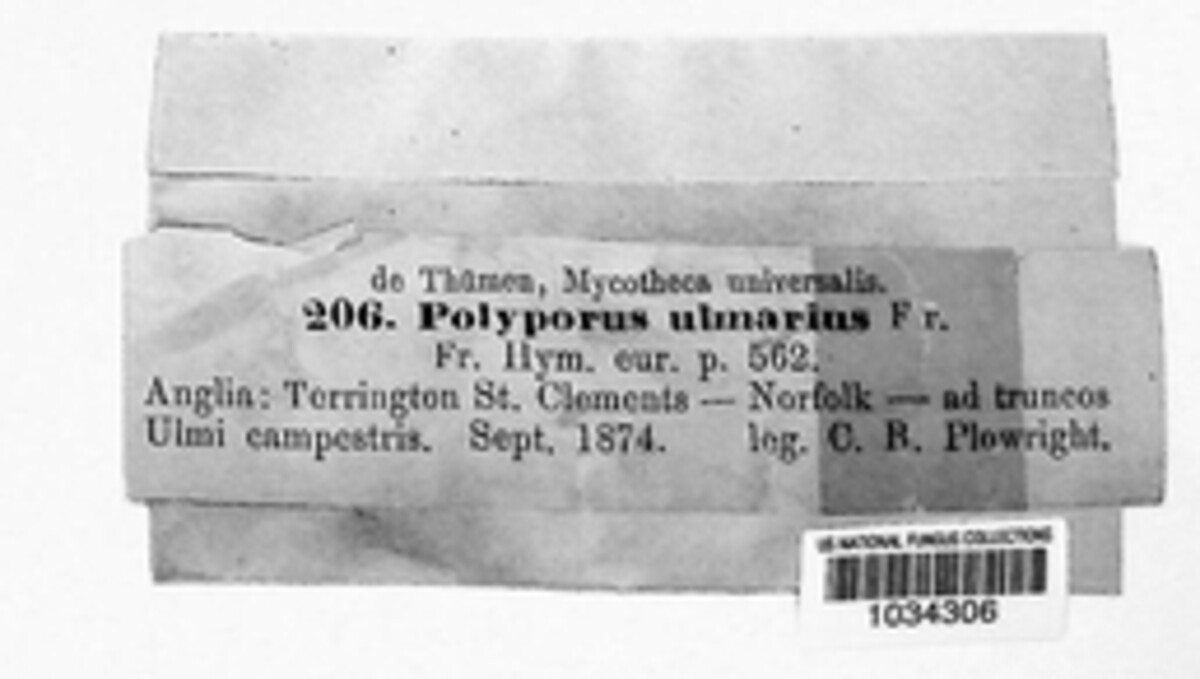 de Thümen, Mycotheca universalis.
206. Polyporus ulmarius Fr.
Fr. Hym. eur. p. 562.
Anglia: Terrington St. Clements — Norfolk — ad truncos
Ulmi campestris. Sept. 1874. leg. C. B. Plowright.
US NATIONAL FUNGUS COLLECTIONS
1034306